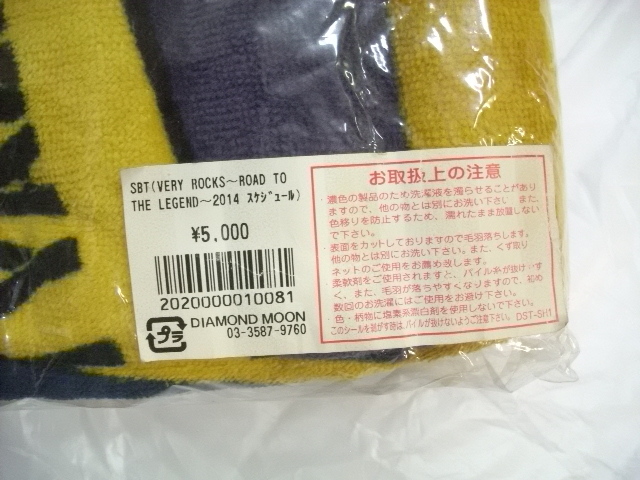 SBT(VERY ROCKS~ROAD TO
THE LEGEND~2014 ｽｹｼﾞｭｰﾙ)
¥5,000
2020000010081
プラ
DIAMOND MOON
03-3587-9760
お取扱上の注意
・濃色の製品のため洗濯液を濁らせることがあり
ますので、他の物とは別にお洗い下さい。また、
色移りを防止するため、濡れたまま放置しない
で下さい。
・表面をカットしておりますので毛羽落ちします。
他の物とは別にお洗い下さい。また、くず取り
ネットのご使用をお薦め致します。
・柔軟剤をご使用されますと、パイル糸が抜けやす
く、また、毛羽が落ちやすくなりますので、初め
数回のお洗濯にはご使用をお避け下さい。
・色・柄物に塩素系漂白剤を使用しないで下さい。
このシールを剥がす時は、パイルが抜けないようご注意下さい。 DST-SH1